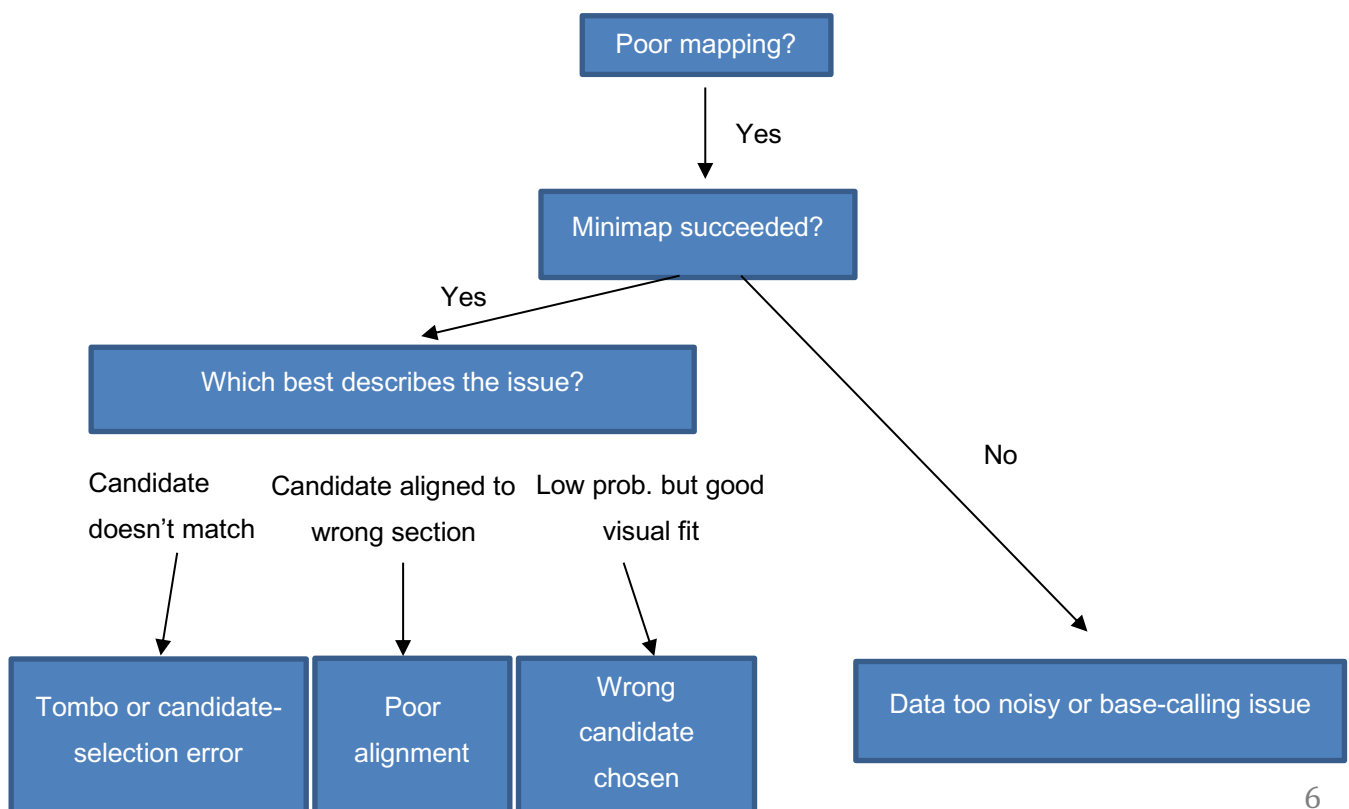 Poor mapping?
Yes
Minimap succeeded?
Yes
Which best describes the issue?
No
Candidate
doesn’t match
Candidate aligned to
wrong section
Low prob. but good
visual fit
Tombo or candidate-
selection error
Poor
alignment
Wrong
candidate
chosen
Data too noisy or base-calling issue
6